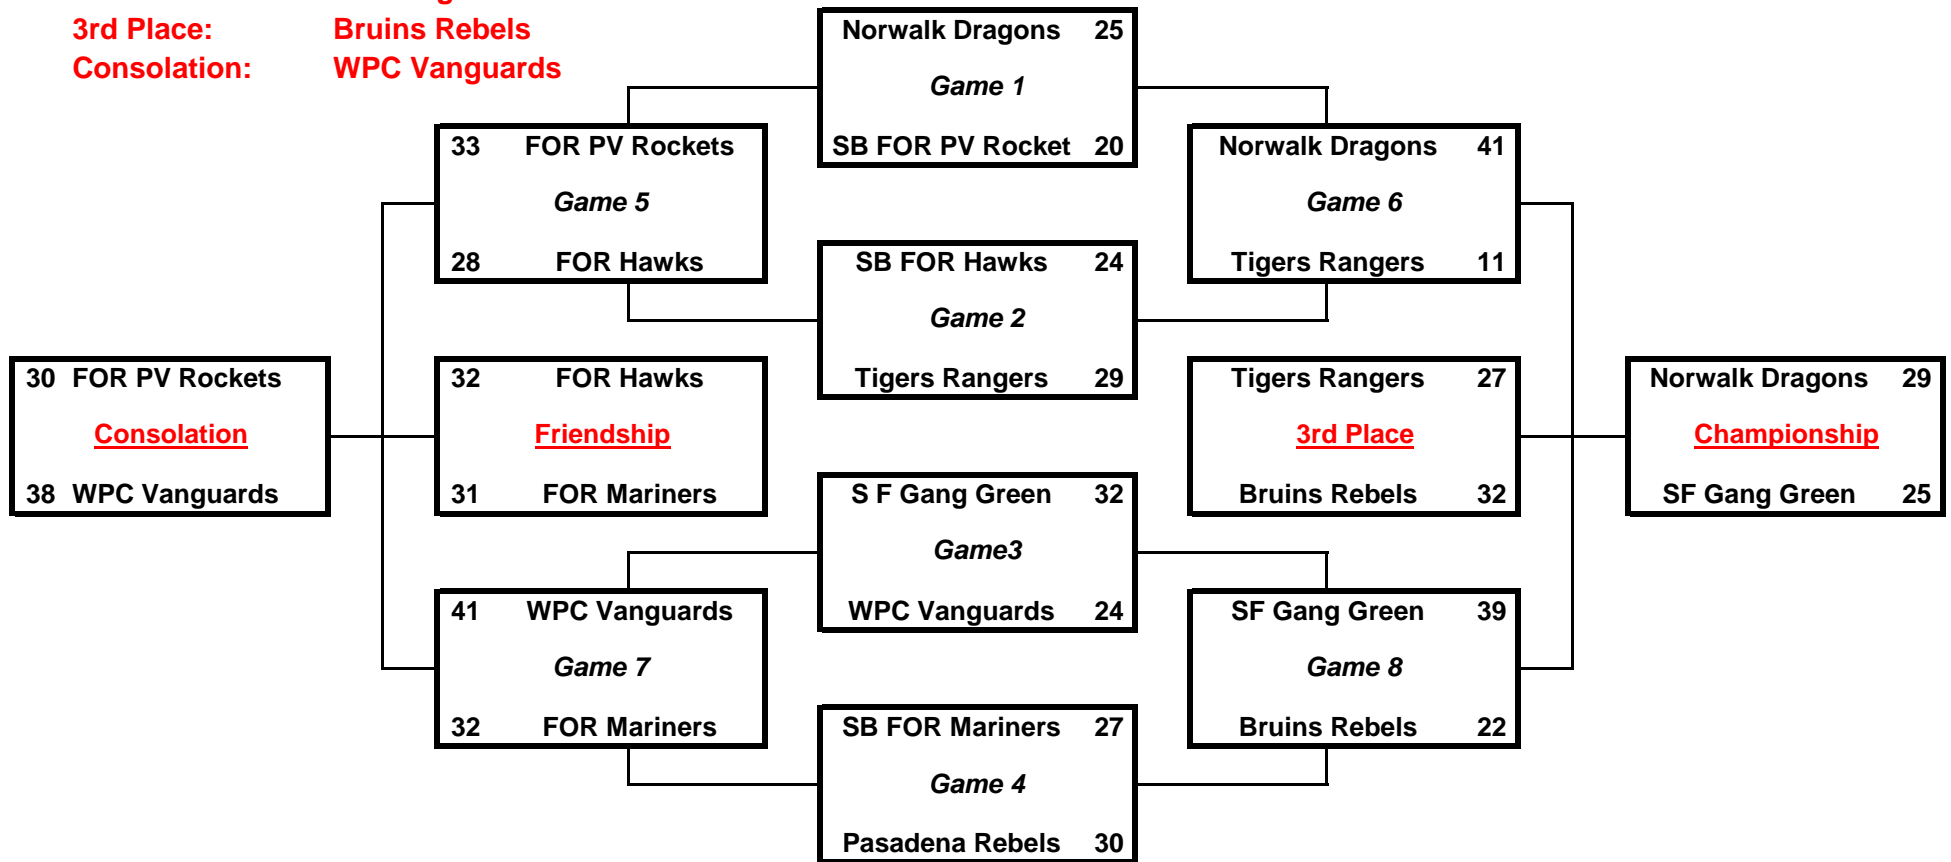 3rd Place: Bruins Rebels
Consolation: WPC Vanguards
Norwalk Dragons 25
Game 1
SB FOR PV Rocket 20
33 FOR PV Rockets
Game 5
28 FOR Hawks
Norwalk Dragons 41
Game 6
Tigers Rangers 11
SB FOR Hawks 24
Game 2
Tigers Rangers 29
30 FOR PV Rockets
Consolation
38 WPC Vanguards
32 FOR Hawks
Friendship
31 FOR Mariners
Tigers Rangers 27
3rd Place
Bruins Rebels 32
Norwalk Dragons 29
Championship
SF Gang Green 25
S F Gang Green 32
Game3
WPC Vanguards 24
41 WPC Vanguards
Game 7
32 FOR Mariners
SF Gang Green 39
Game 8
Bruins Rebels 22
SB FOR Mariners 27
Game 4
Pasadena Rebels 30